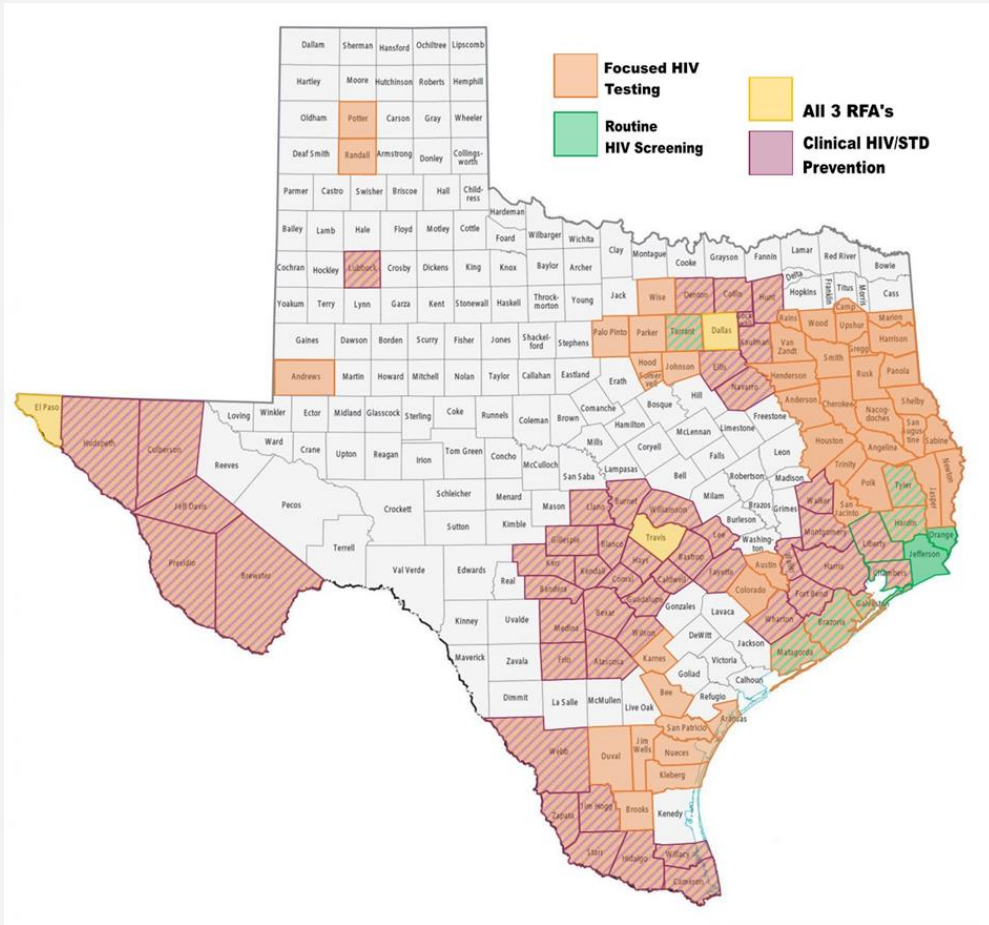 Focused HIV
Testing
Routine
HIV Screening
All 3 RFA's
Clinical HIV/STD
Prevention
Dallam Sherman Hansford Ochiltree Lipscomb
Hartley Moore Hutchinson Roberts Hemphill
Oldham Potter Carson Gray Wheeler
Deaf Smith Randall Armstrong Donley Collings-
worth
Parmer Castro Swisher Briscoe Hall Child-
ress
Hardeman
Bailey Lamb Hale Floyd Motley Cottle
Foard Wilbarger Wichita Clay Montague Cooke Grayson Fannin Lamar Red River Bowie
Cochran Hockley Lubbock Crosby Dickens King Knox Baylor Archer
Delta
Hopkins Franklin Titus Morris Cass
Yoakum Terry Lynn Garza Kent Stonewall Haskell Throck-
morton Young Jack Wise Denton Collin Hunt
Rains Wood Camp Upshur Marion
Gaines Dawson Borden Scurry Fisher Jones Shackel-
ford Stephens Palo Pinto Parker Tarrant Dallas Kaufman Van
Zandt Smith Gregg Harrison
Andrews Martin Howard Mitchell Nolan Taylor Callahan Eastland Erath Hood Somer
vell Johnson Ellis Navarro Henderson Rusk Panola
El Paso Hudspeth Culberson Loving Winkler Ector Midland Glasscock Sterling Coke Runnels Coleman Brown Comanche Bosque Hill Freestone Anderson Cherokee Nacog-
doches Shelby
Ward Crane Upton Reagan Irion Tom Green Concho McCulloch Mills Hamilton Coryell McLennan Limestone Falls Leon Houston Angelina San
Augus-
tine Sabine
Reeves Jeff Davis Pecos Crockett Schleicher Menard San Saba Lampasas Bell Robertson Madison Trinity Polk Tyler Jasper Newton
Presidio Brewster Terrell Sutton Kimble Mason Llano Burnet Williamson Milam Brazos Burleson Grimes Walker San
Jacinto Hardin Orange
Val Verde Edwards Gillespie Blanco Travis Lee Washing-
ton Montgomery Liberty Jefferson
Real Kerr Kendall Hays Bastrop Fayette Austin Waller Harris Chambers
Bandera Comal Caldwell Colorado Fort Bend Galveston
Kinney Uvalde Medina Bexar Guadalupe Gonzales Lavaca Wharton Brazoria
Maverick Zavala Frio Atascosa Wilson Karnes DeWitt Jackson Matagorda
Dimmit La Salle McMullen Live Oak Bee Goliad Victoria Calhoun
Refugio Aransas
Webb Duval Jim
Wells San Patricio Nueces
Kleberg
Zapata Jim Hogg Brooks Kenedy
Starr Hidalgo Willacy
Cameron